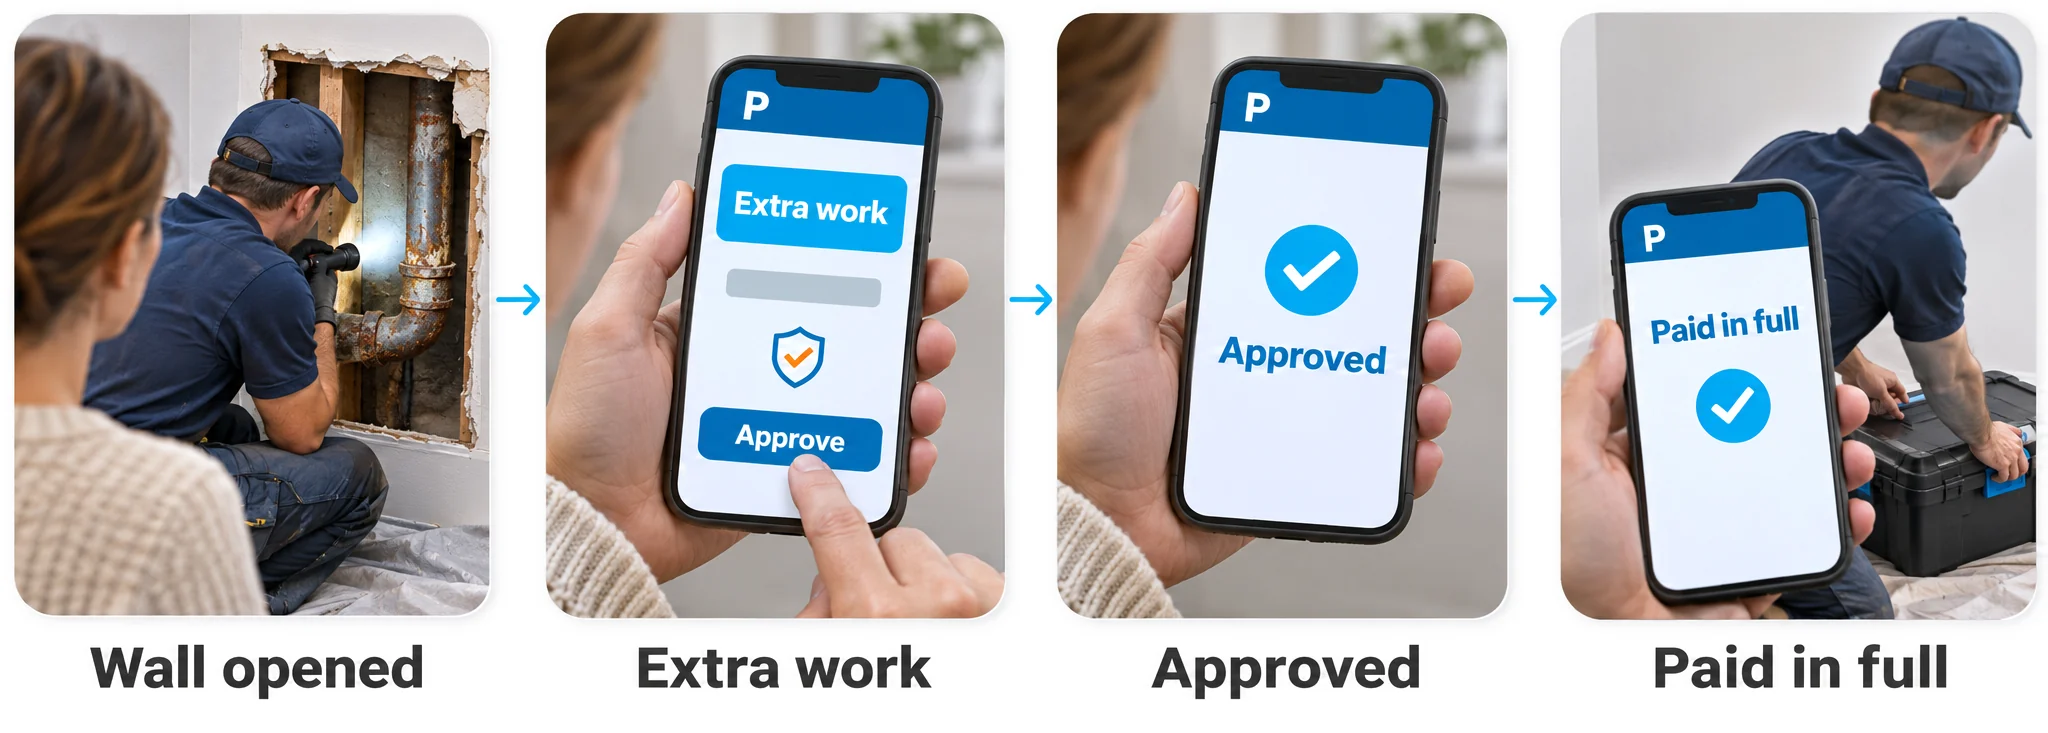 P
Extra work
Approve
P
Approved
P
Paid in full
Wall opened
Extra work
Approved
Paid in full